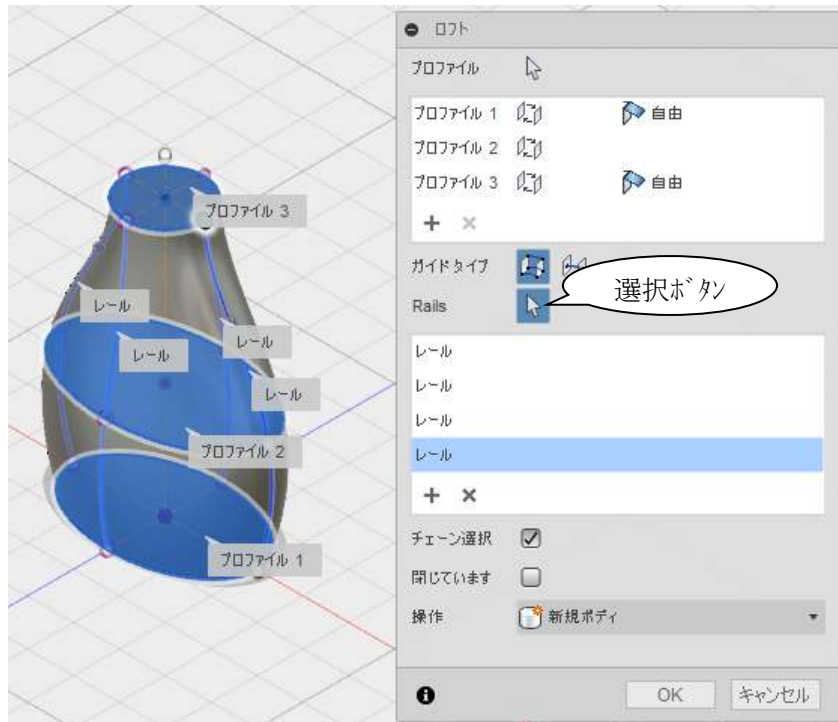 ロフト
プロファイル
プロファイル 1 自由
プロファイル 2
プロファイル 3 自由
ガイドタイプ
Rails
選択ボタン
レール
レール
レール
レール
チェーン選択
閉じています
操作 新規ボディ
OK キャンセル
プロファイル 3
レール
レール
レール
レール
プロファイル 2
プロファイル 1